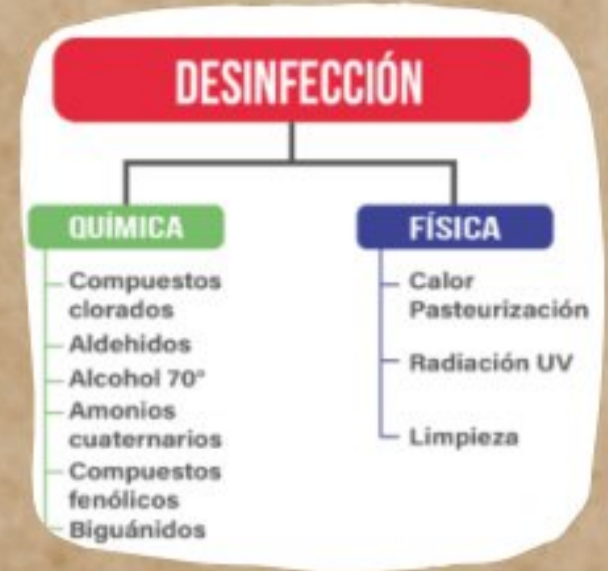 DESINFECCIÓN
QUÍMICA
Compuestos
clorados
Aldehidos
Alcohol 70°
Amonios
cuaternarios
Compuestos
fenólicos
Biguánidos
FÍSICA
Calor
Pasteurización
Radiación UV
Limpieza